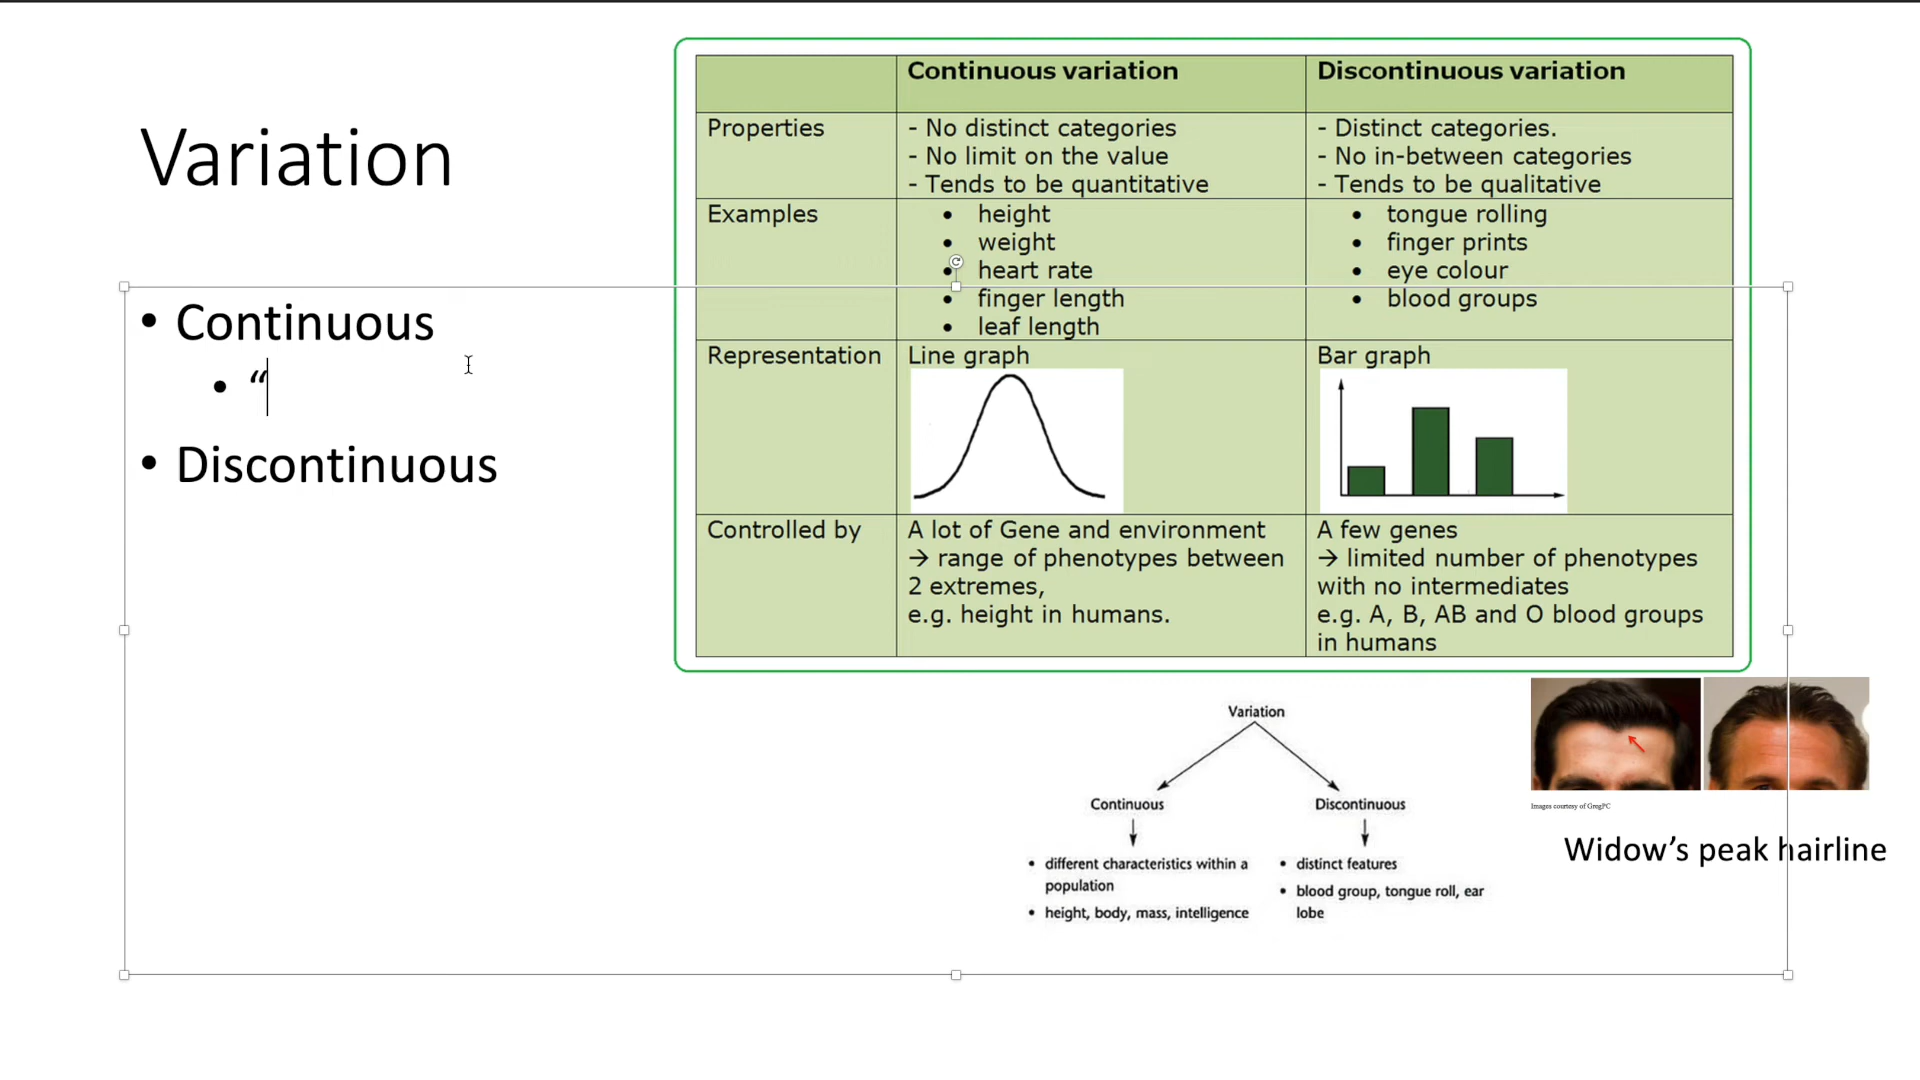 Variation
• Continuous
• “
• Discontinuous
Continuous variation
Discontinuous variation
Properties
- No distinct categories
- No limit on the value
- Tends to be quantitative
- Distinct categories.
- No in-between categories
- Tends to be qualitative
Examples
• height
• weight
• heart rate
• finger length
• leaf length
• tongue rolling
• finger prints
• eye colour
• blood groups
Representation
Line graph
Bar graph
Controlled by
A lot of Gene and environment
→ range of phenotypes between
2 extremes,
e.g. height in humans.
A few genes
→ limited number of phenotypes
with no intermediates
e.g. A, B, AB and O blood groups
in humans
Variation
Continuous
• different characteristics within a
population
• height, body, mass, intelligence
Discontinuous
• distinct features
• blood group, tongue roll, ear
lobe
Images courtesy of GregPC
Widow’s peak hairline